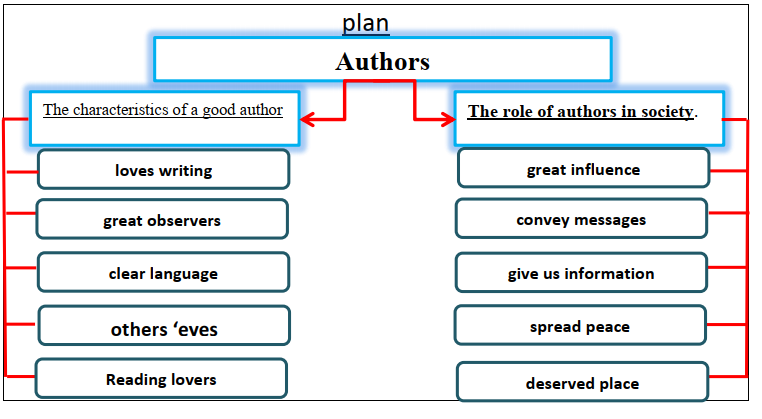 plan
Authors
The characteristics of a good author
loves writing
great observers
clear language
others ‘eves
Reading lovers
The role of authors in society.
great influence
convey messages
give us information
spread peace
deserved place